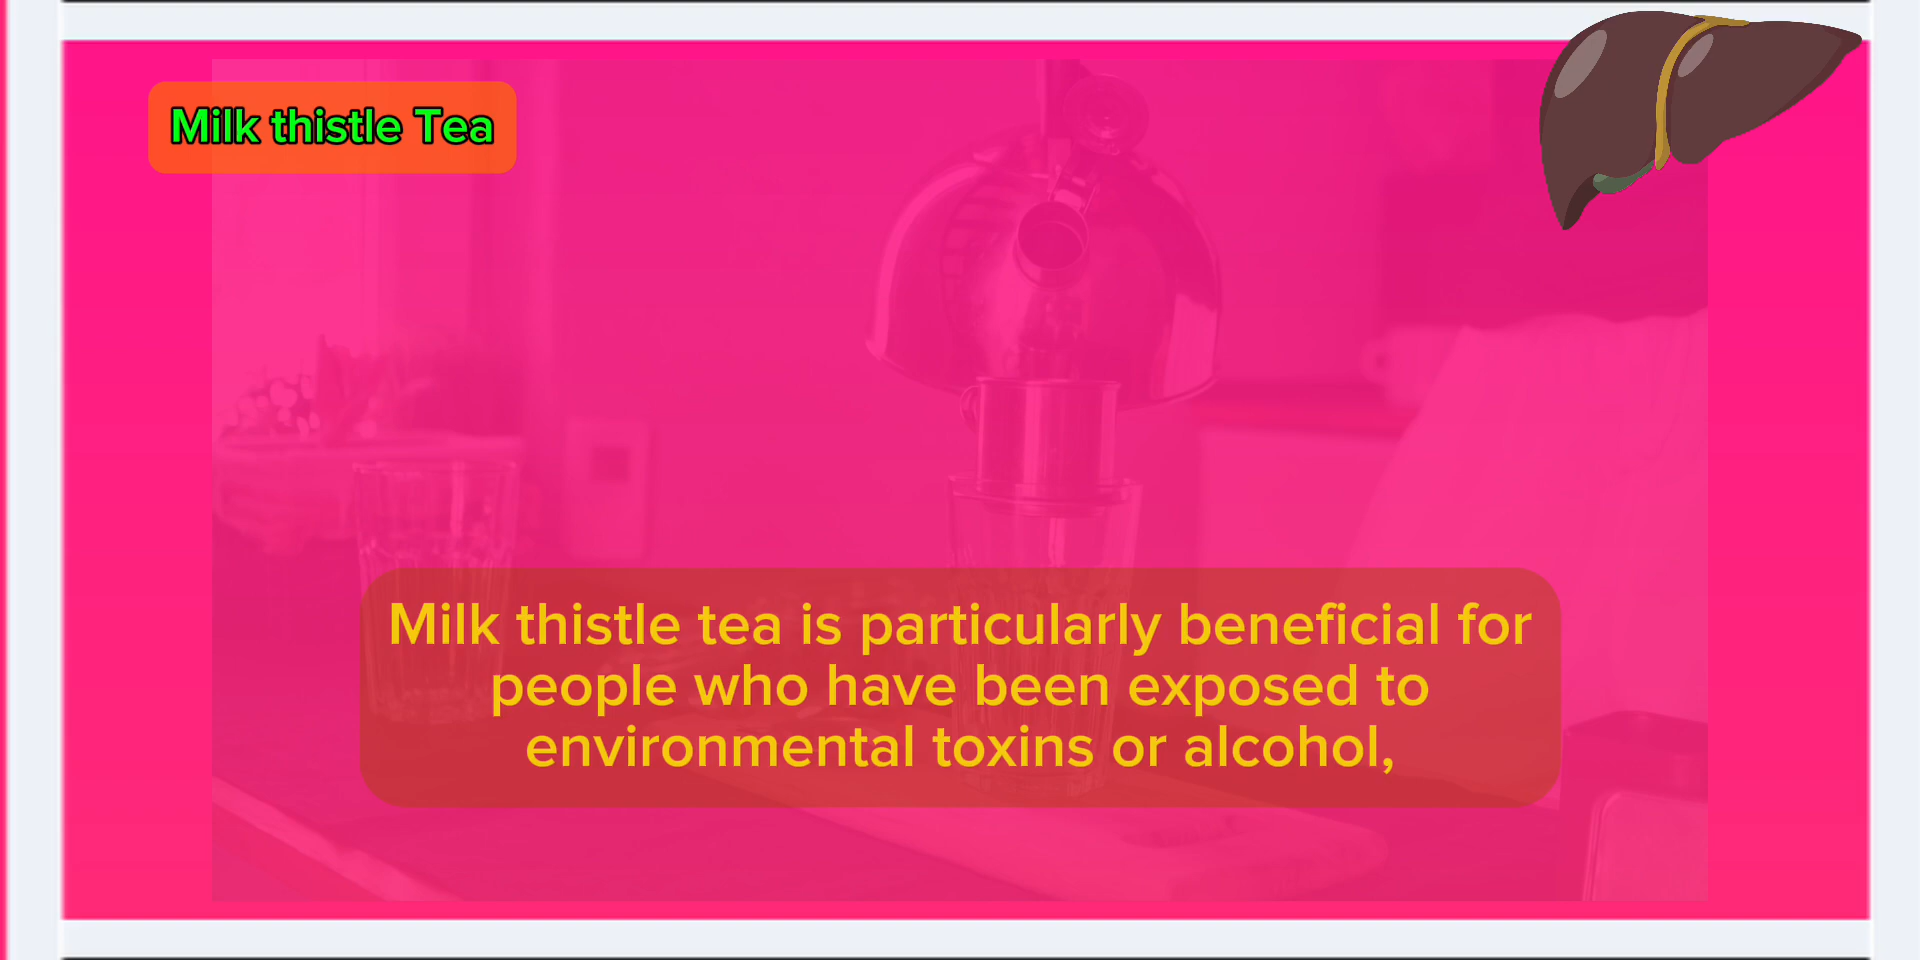 Milk thistle Tea
Milk thistle tea is particularly beneficial for
people who have been exposed to
environmental toxins or alcohol,